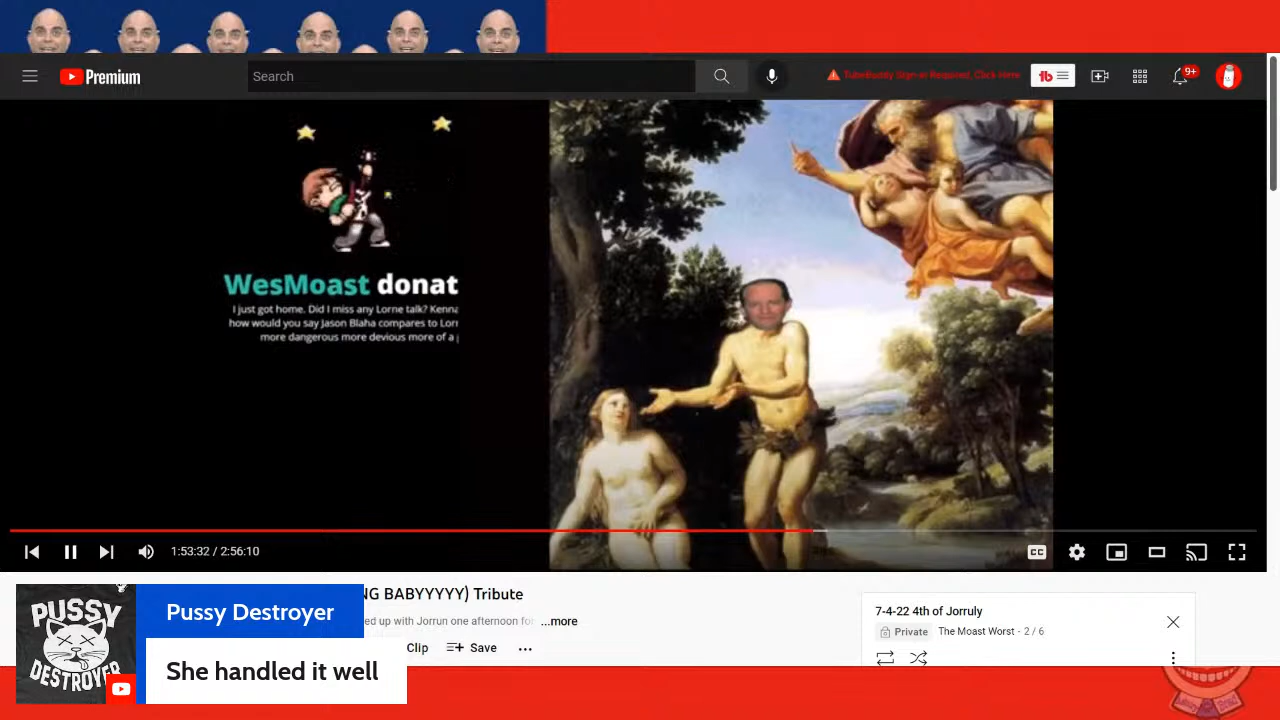 Premium
Search
TubeBuddy Sign-in Required, Click Here
tb
9+
WesMoast donat
I just got home. Did I miss any Lorne talk? Kenna
how would you say Jason Blaha compares to Lorn
more dangerous more devious more of a
1:53:32 / 2:56:10
CC
NG BABYYYYY) Tribute
ed up with Jorrun one afternoon for ...more
Clip
Save
7-4-22 4th of Jorruly
Private
The Moast Worst - 2 / 6
PUSSY
DESTROYER
Pussy Destroyer
She handled it well